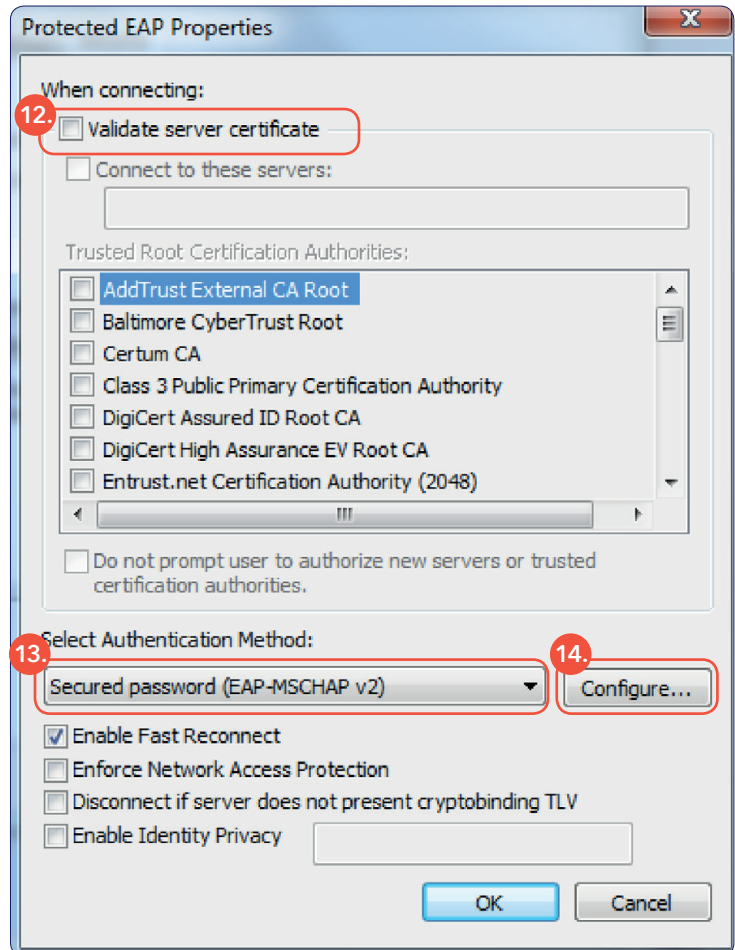 Protected EAP Properties
X
When connecting:
12.
Validate server certificate
Connect to these servers:
Trusted Root Certification Authorities:
AddTrust External CA Root
Baltimore CyberTrust Root
Certum CA
Class 3 Public Primary Certification Authority
DigiCert Assured ID Root CA
DigiCert High Assurance EV Root CA
Entrust.net Certification Authority (2048)
Do not prompt user to authorize new servers or trusted
certification authorities.
Select Authentication Method:
13.
14.
Secured password (EAP-MSCHAP v2)
Configure...
Enable Fast Reconnect
Enforce Network Access Protection
Disconnect if server does not present cryptobinding TLV
Enable Identity Privacy
OK
Cancel